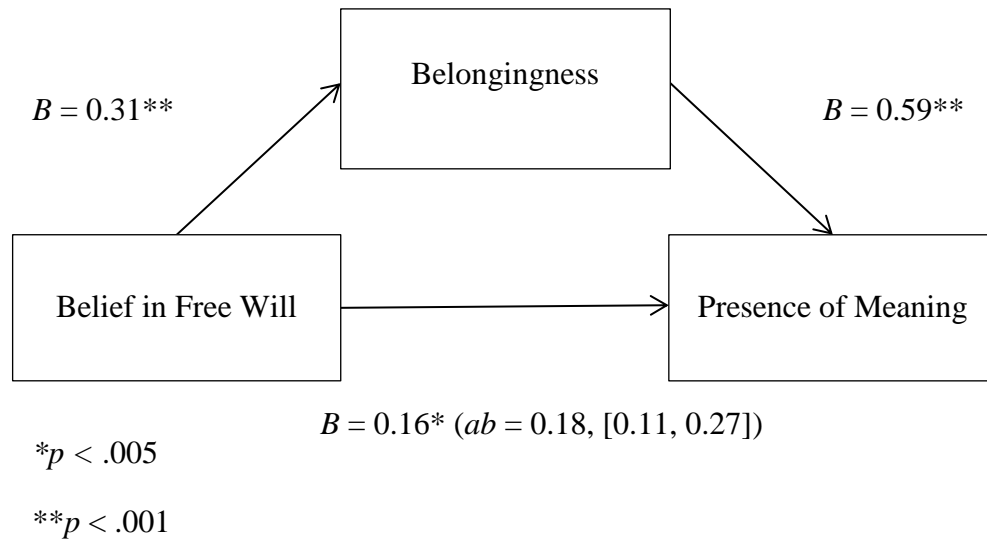 Belongingness
B = 0.31**
B = 0.59**
Belief in Free Will
Presence of Meaning
B = 0.16* (ab = 0.18, [0.11, 0.27])
*p < .005
**p < .001